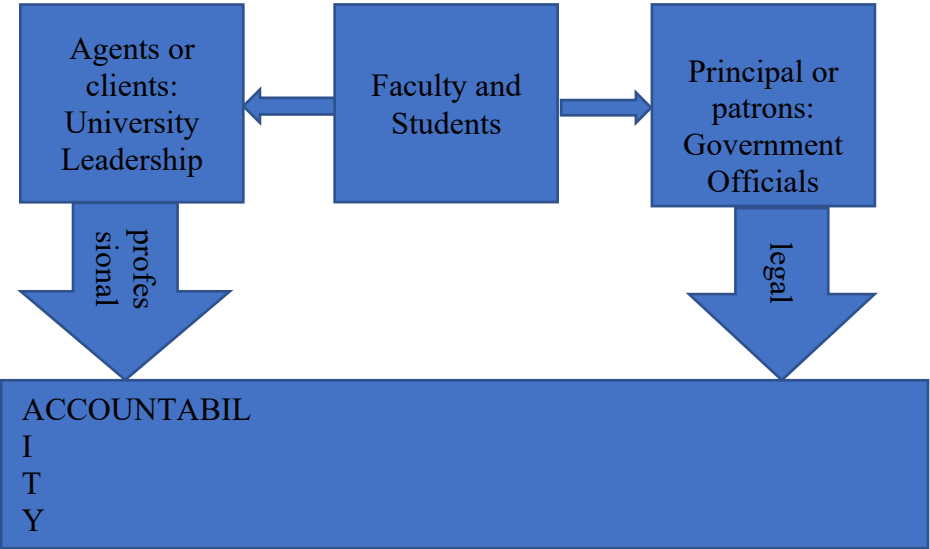 Agents or
clients:
University
Leadership
Faculty and
Students
Principal or
patrons:
Government
Officials
profes
sional
legal
ACCOUNTABIL
I
T
Y